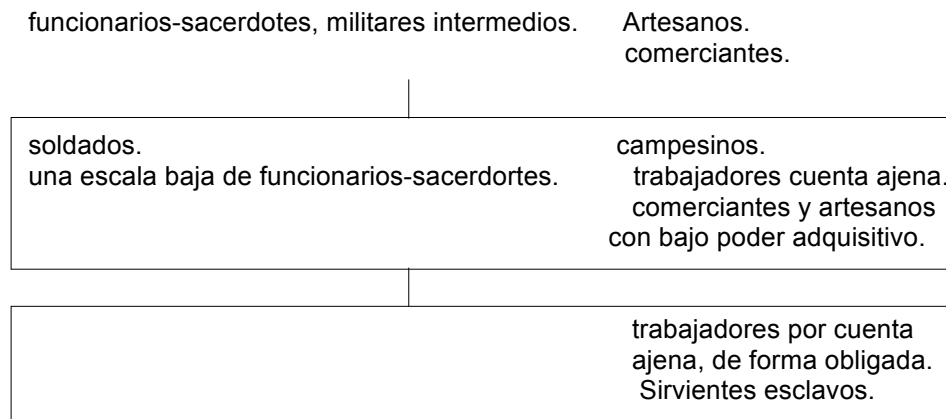 funcionarios-sacerdotes, militares intermedios. Artesanos.
comerciantes.
soldados. campesinos.
una escala baja de funcionarios-sacerdortes. trabajadores cuenta ajena.
comerciantes y artesanos
con bajo poder adquisitivo.
trabajadores por cuenta
ajena, de forma obligada.
Sirvientes esclavos.